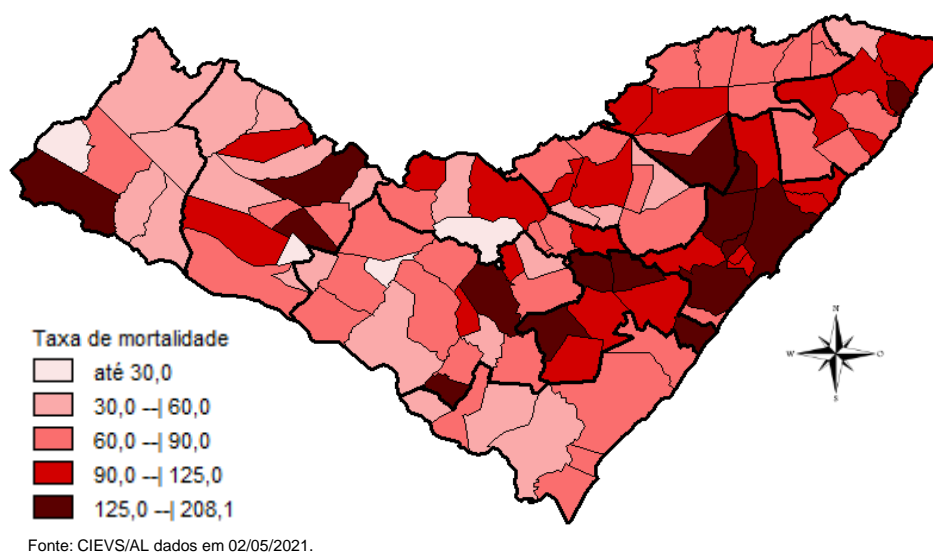 N
W
O
S
Taxa de mortalidade
até 30,0
30,0 --| 60,0
60,0 --| 90,0
90,0 --| 125,0
125,0 --| 208,1
Fonte: CIEVS/AL dados em 02/05/2021.